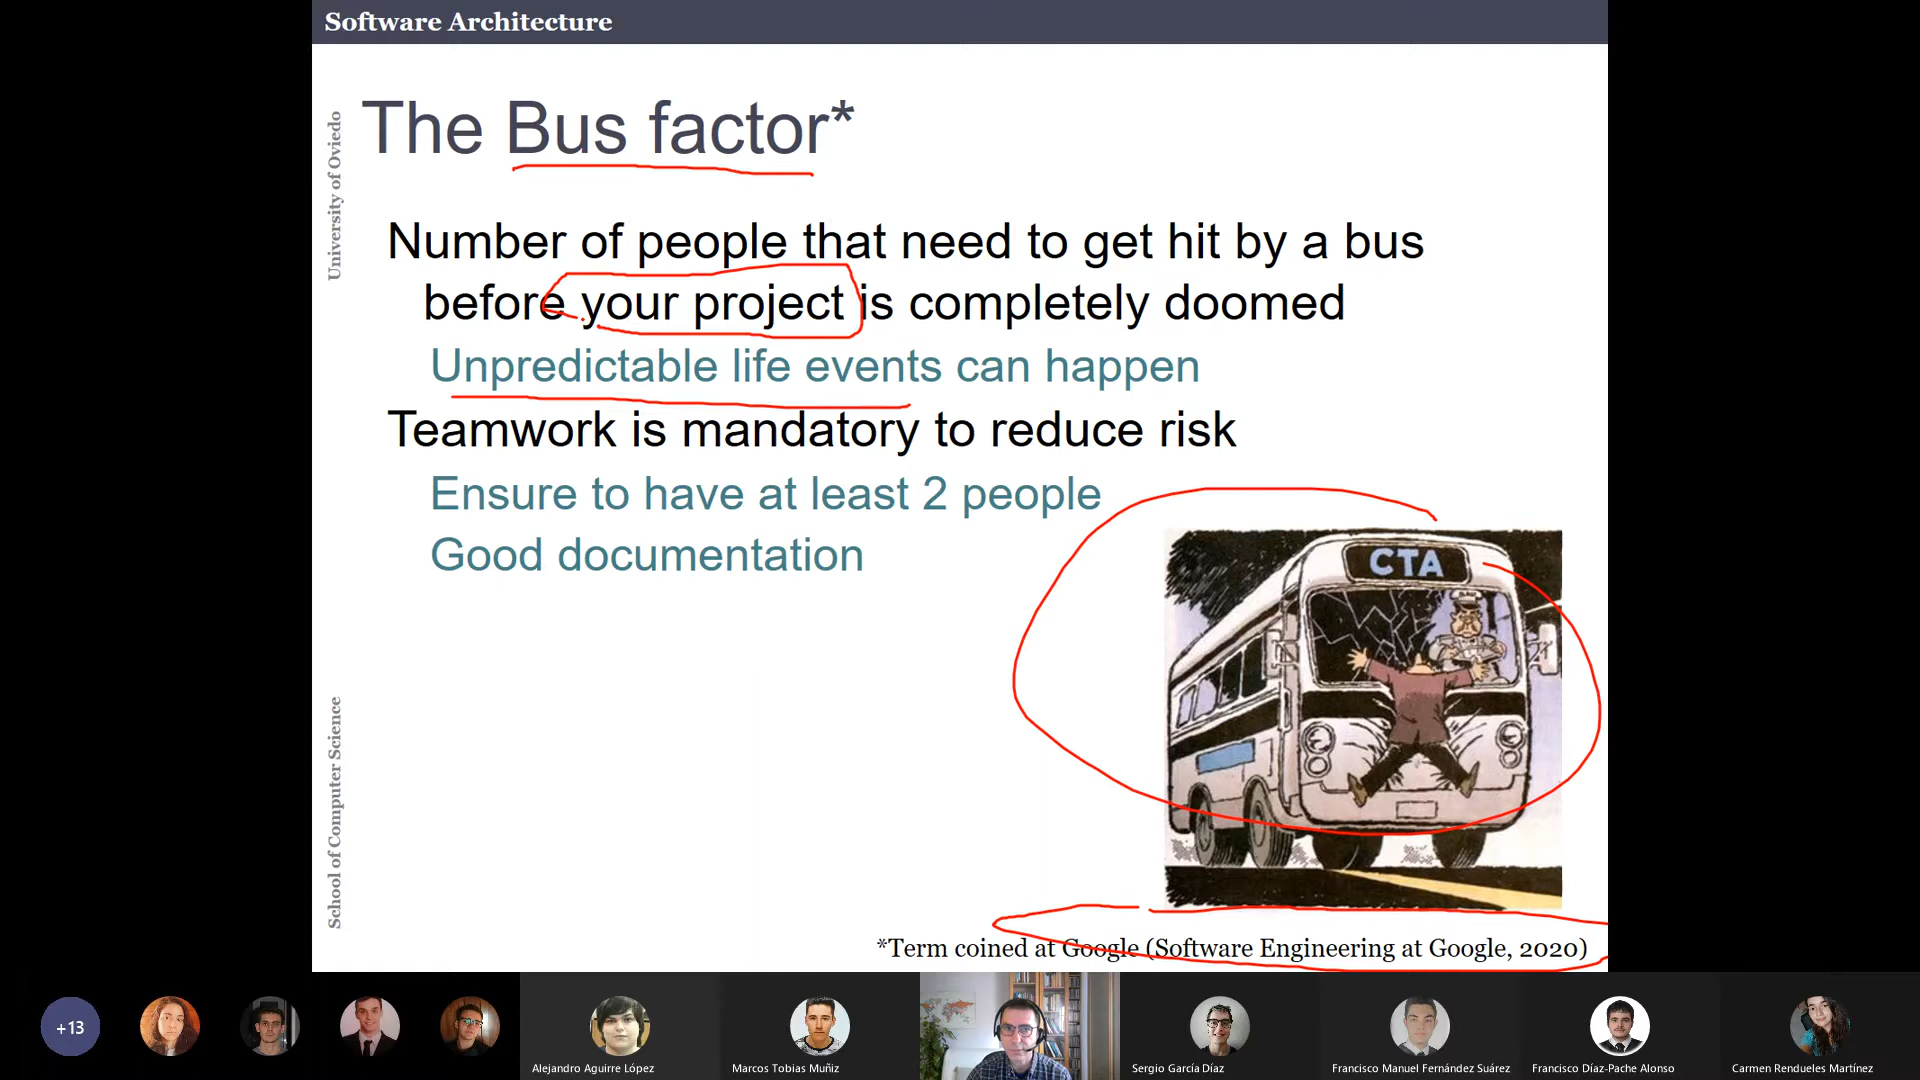 Software Architecture
University of Oviedo
The Bus factor*
Number of people that need to get hit by a bus
before your project is completely doomed
Unpredictable life events can happen
Teamwork is mandatory to reduce risk
Ensure to have at least 2 people
Good documentation
CTA
School of Computer Science
*Term coined at Google (Software Engineering at Google, 2020)
+13
Alejandro Aguirre López
Marcos Tobias Muñiz
Sergio García Díaz
Francisco Manuel Fernández Suárez
Francisco Díaz-Pache Alonso
Carmen Rendueles Martínez